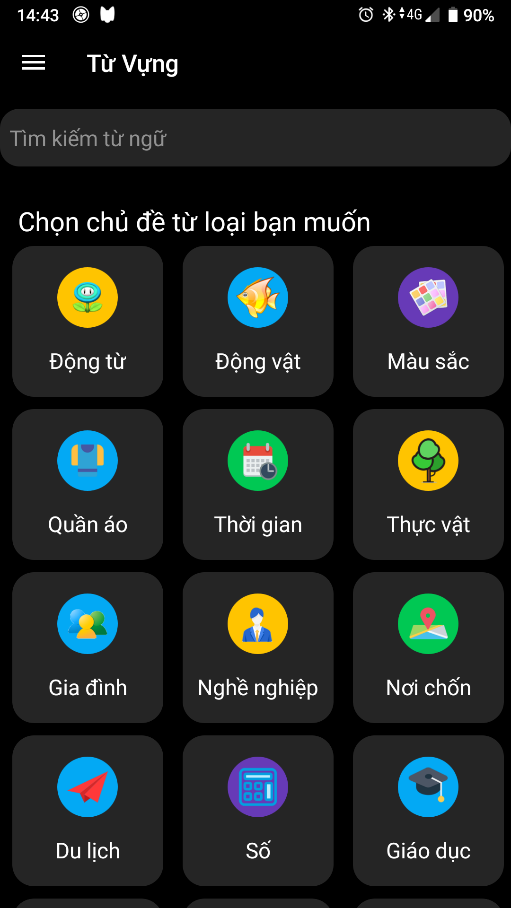 14:43 4G 90%
Từ Vựng
Tìm kiếm từ ngữ
Chọn chủ đề từ loại bạn muốn
Động từ Động vật Màu sắc
Quần áo Thời gian Thực vật
Gia đình Nghề nghiệp Nơi chốn
Du lịch Số Giáo dục